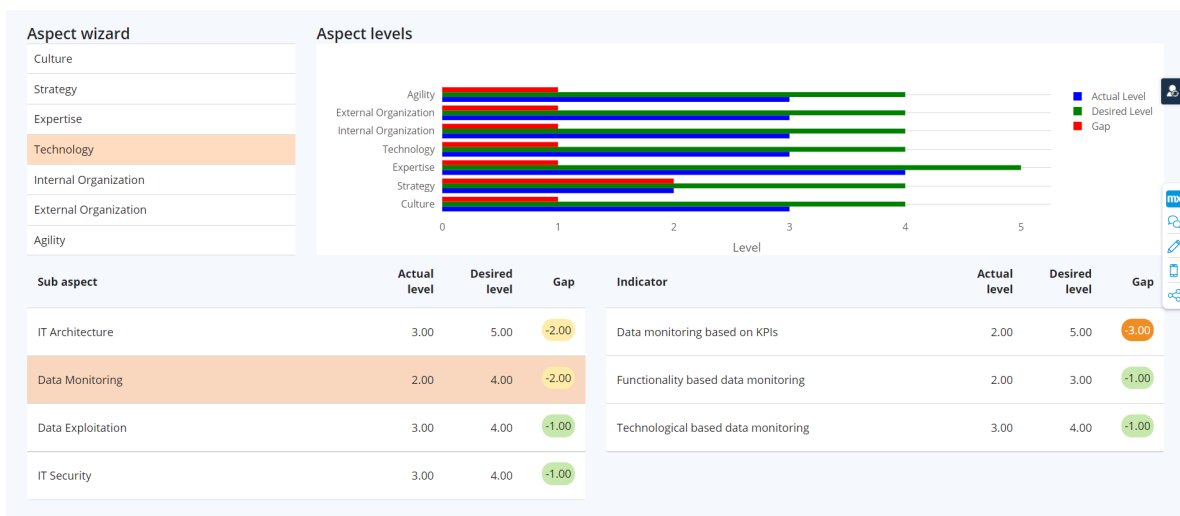 Aspect wizard
Culture
Strategy
Expertise
Technology
Internal Organization
External Organization
Agility
Aspect levels
Agility
External Organization
Internal Organization
Technology
Expertise
Strategy
Culture
0 1 2 3 4 5
Level
Actual Level
Desired Level
Gap
mx
Sub aspect Actual level Desired level Gap
IT Architecture 3.00 5.00 -2.00
Data Monitoring 2.00 4.00 -2.00
Data Exploitation 3.00 4.00 -1.00
IT Security 3.00 4.00 -1.00
Indicator Actual level Desired level Gap
Data monitoring based on KPIs 2.00 5.00 -3.00
Functionality based data monitoring 2.00 3.00 -1.00
Technological based data monitoring 3.00 4.00 -1.00